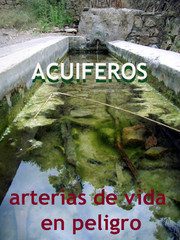 ACUIFEROS
arterias de vida
en peligro